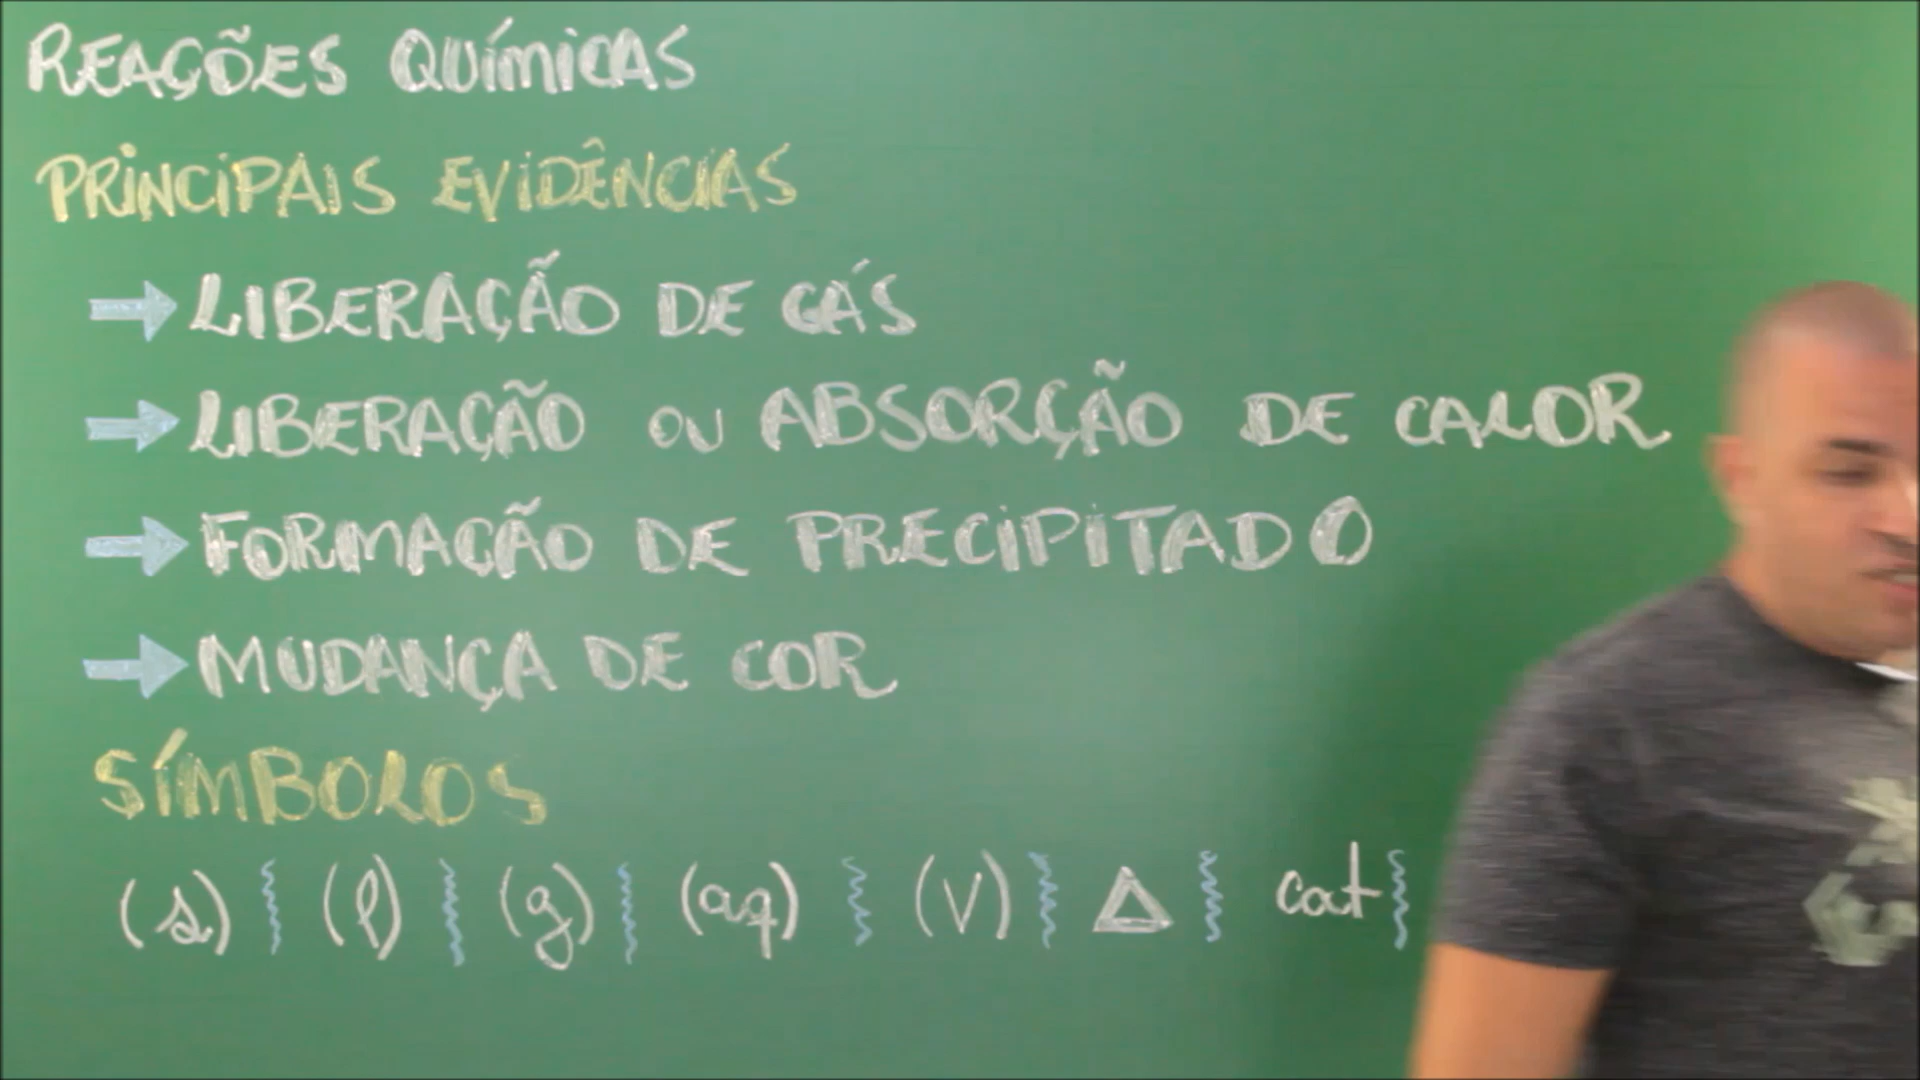 REAÇÕES QUÍMICAS
PRINCIPAIS EVIDÊNCIAS
LIBERAÇÃO DE GÁS
LIBERAÇÃO OU ABSORÇÃO DE CALOR
FORMAÇÃO DE PRECIPITADO
MUDANÇA DE COR
SÍMBOLOS
(s) (l) (g) (aq) (V) Δ cat